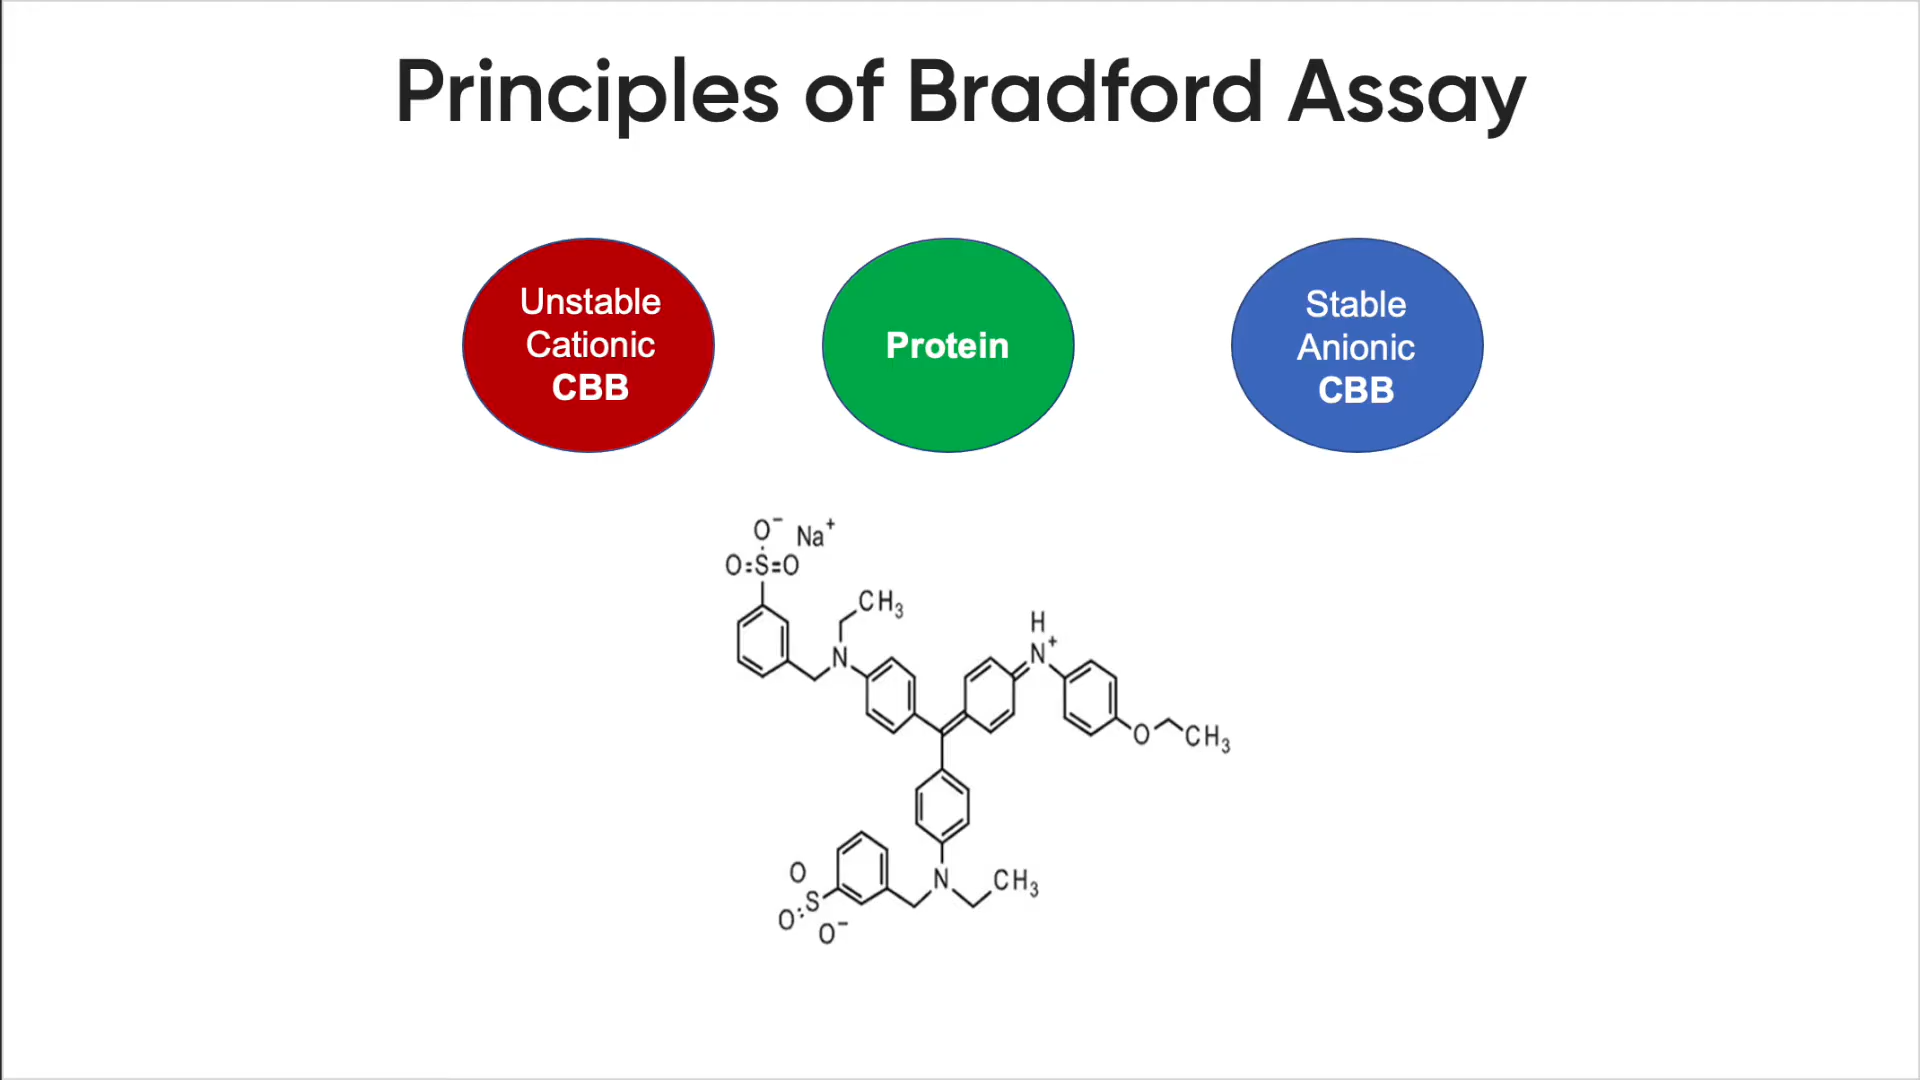 Principles of Bradford Assay
Unstable
Cationic
CBB
Protein
Stable
Anionic
CBB
O⁻ Na⁺
O=S=O
CH₃
H
N⁺
N
O CH₃
N CH₃
O
S
O
O⁻